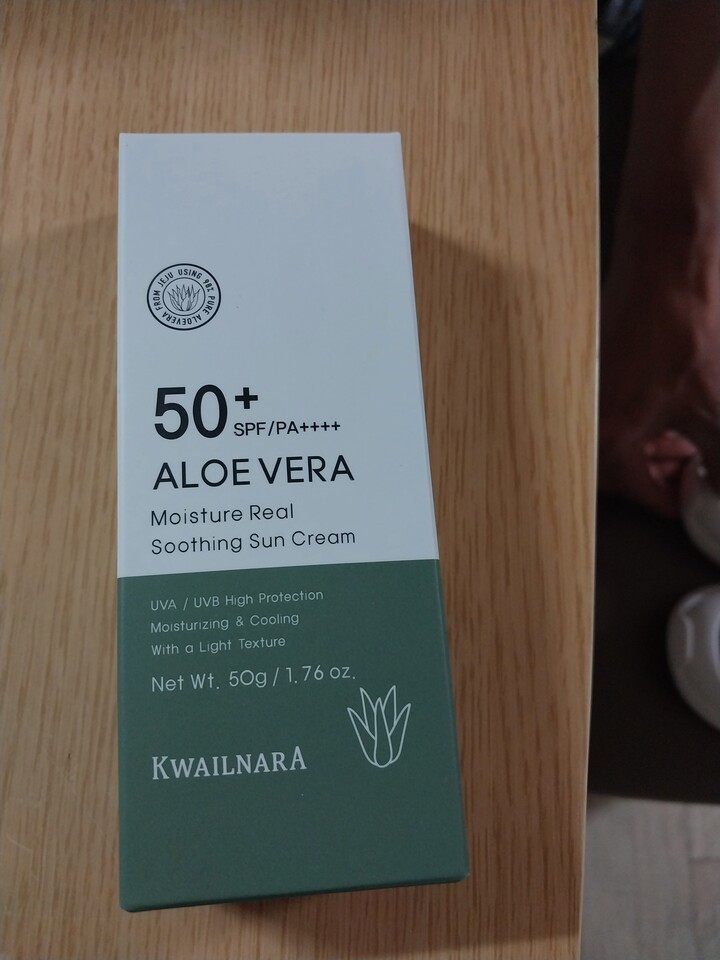 FROM JEJU USING 98% PURE ALOEVERA
50+
SPF/PA++++
ALOE VERA
Moisture Real
Soothing Sun Cream
UVA / UVB High Protection
Moisturizing & Cooling
With a Light Texture
Net Wt. 50g / 1.76 oz.
KWAILNARA